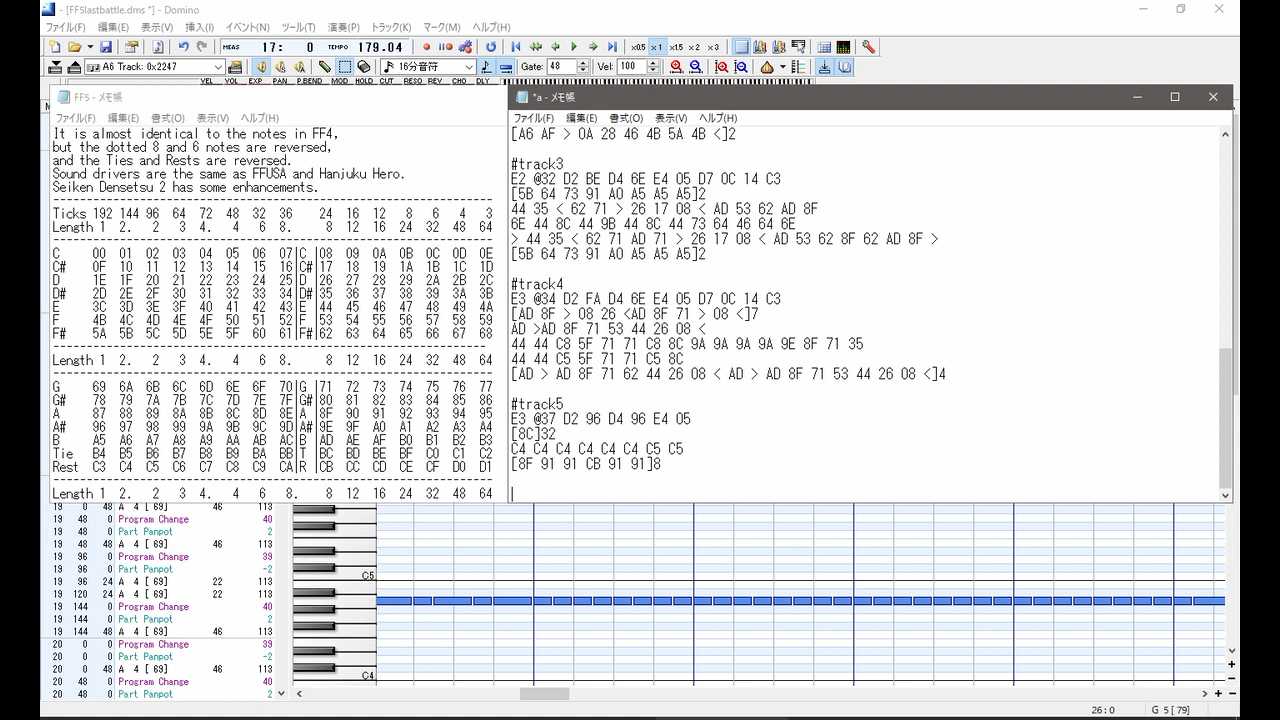 - [FF5lastbattle.dms *] - Domino
ファイル(F) 編集(E) 表示(V) 挿入(I) イベント(N) ツール(T) 演奏(P) トラック(K) マーク(M) ヘルプ(H)
MEAS 17: 0 TEMPO 179.04 x0.5 x1 x1.5 x2 x3
A6 Track: 0x2247 16分音符 Gate: 48 Vel: 100
VEL VOL EXP PAN P.BEND MOD HOLD CUT RESO REV CHO DLY
FF5 - メモ帳
ファイル(F) 編集(E) 書式(O) 表示(V) ヘルプ(H)
It is almost identical to the notes in FF4,
but the dotted 8 and 6 notes are reversed,
and the Ties and Rests are reversed.
Sound drivers are the same as FFUSA and Hanjuku Hero.
Seiken Densetsu 2 has some enhancements.
Ticks 192 144 96 64 72 48 32 36 24 16 12 8 6 4 3
Length 1 2. 2 3 4. 4 6 8. 8 12 16 24 32 48 64
C 00 01 02 03 04 05 06 07|C |08 09 0A 0B 0C 0D 0E
C# 0F 10 11 12 13 14 15 16|C#|17 18 19 1A 1B 1C 1D
D 1E 1F 20 21 22 23 24 25|D |26 27 28 29 2A 2B 2C
D# 2D 2E 2F 30 31 32 33 34|D#|35 36 37 38 39 3A 3B
E 3C 3D 3E 3F 40 41 42 43|E |44 45 46 47 48 49 4A
F 4B 4C 4D 4E 4F 50 51 52|F |53 54 55 56 57 58 59
F# 5A 5B 5C 5D 5E 5F 60 61|F#|62 63 64 65 66 67 68
Length 1 2. 2 3 4. 4 6 8. 8 12 16 24 32 48 64
G 69 6A 6B 6C 6D 6E 6F 70|G |71 72 73 74 75 76 77
G# 78 79 7A 7B 7C 7D 7E 7F|G#|80 81 82 83 84 85 86
A 87 88 89 8A 8B 8C 8D 8E|A |8F 90 91 92 93 94 95
A# 96 97 98 99 9A 9B 9C 9D|A#|9E 9F A0 A1 A2 A3 A4
B A5 A6 A7 A8 A9 AA AB AC|B |AD AE AF B0 B1 B2 B3
Tie B4 B5 B6 B7 B8 B9 BA BB|T |BC BD BE BF C0 C1 C2
Rest C3 C4 C5 C6 C7 C8 C9 CA|R |CB CC CD CE CF D0 D1
Length 1 2. 2 3 4. 4 6 8. 8 12 16 24 32 48 64
*a - メモ帳
ファイル(F) 編集(E) 書式(O) 表示(V) ヘルプ(H)
[A6 AF > 0A 28 46 4B 5A 4B <]2
#track3
E2 @32 D2 BE D4 6E E4 05 D7 0C 14 C3
[5B 64 73 91 A0 A5 A5 A5]2
44 35 < 62 71 > 26 17 08 < AD 53 62 AD 8F
6E 44 8C 44 9B 44 8C 44 73 64 46 64 6E
> 44 35 < 62 71 AD 71 > 26 17 08 < AD 53 62 8F 62 AD 8F >
[5B 64 73 91 A0 A5 A5 A5]2
#track4
E3 @34 D2 FA D4 6E E4 05 D7 0C 14 C3
[AD 8F > 08 26 <AD 8F 71 > 08 <]7
AD >AD 8F 71 53 44 26 08 <
44 44 C8 5F 71 71 C8 8C 9A 9A 9A 9A 9E 8F 71 35
44 44 C5 5F 71 71 C5 8C
[AD > AD 8F 71 62 44 26 08 < AD > AD 8F 71 53 44 26 08 <]4
#track5
E3 @37 D2 96 D4 96 E4 05
[8C]32
C4 C4 C4 C4 C4 C4 C5 C5
[8F 91 91 CB 91 91]8
19 0 48 A 4 [ 69] 46 113
19 48 0 Program Change 40
19 48 0 Part Panpot 2
19 48 48 A 4 [ 69] 46 113
19 96 0 Program Change 39
19 96 0 Part Panpot -2
19 96 24 A 4 [ 69] 22 113
19 120 24 A 4 [ 69] 22 113
19 144 0 Program Change 40
19 144 0 Part Panpot 2
19 144 48 A 4 [ 69] 46 113
20 0 0 Program Change 39
20 0 0 Part Panpot -2
20 0 48 A 4 [ 69] 46 113
20 48 0 Program Change 40
20 48 0 Part Panpot 2
C5
C4
26: 0 G 5 [ 79]